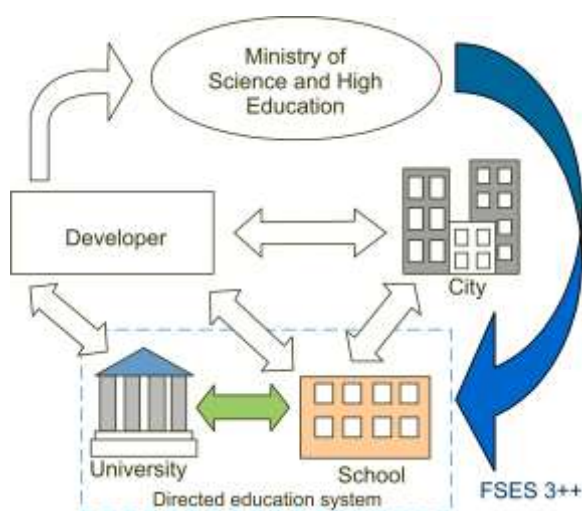 Ministry of
Science and High
Education
Developer
City
University
School
Directed education system
FSES 3++